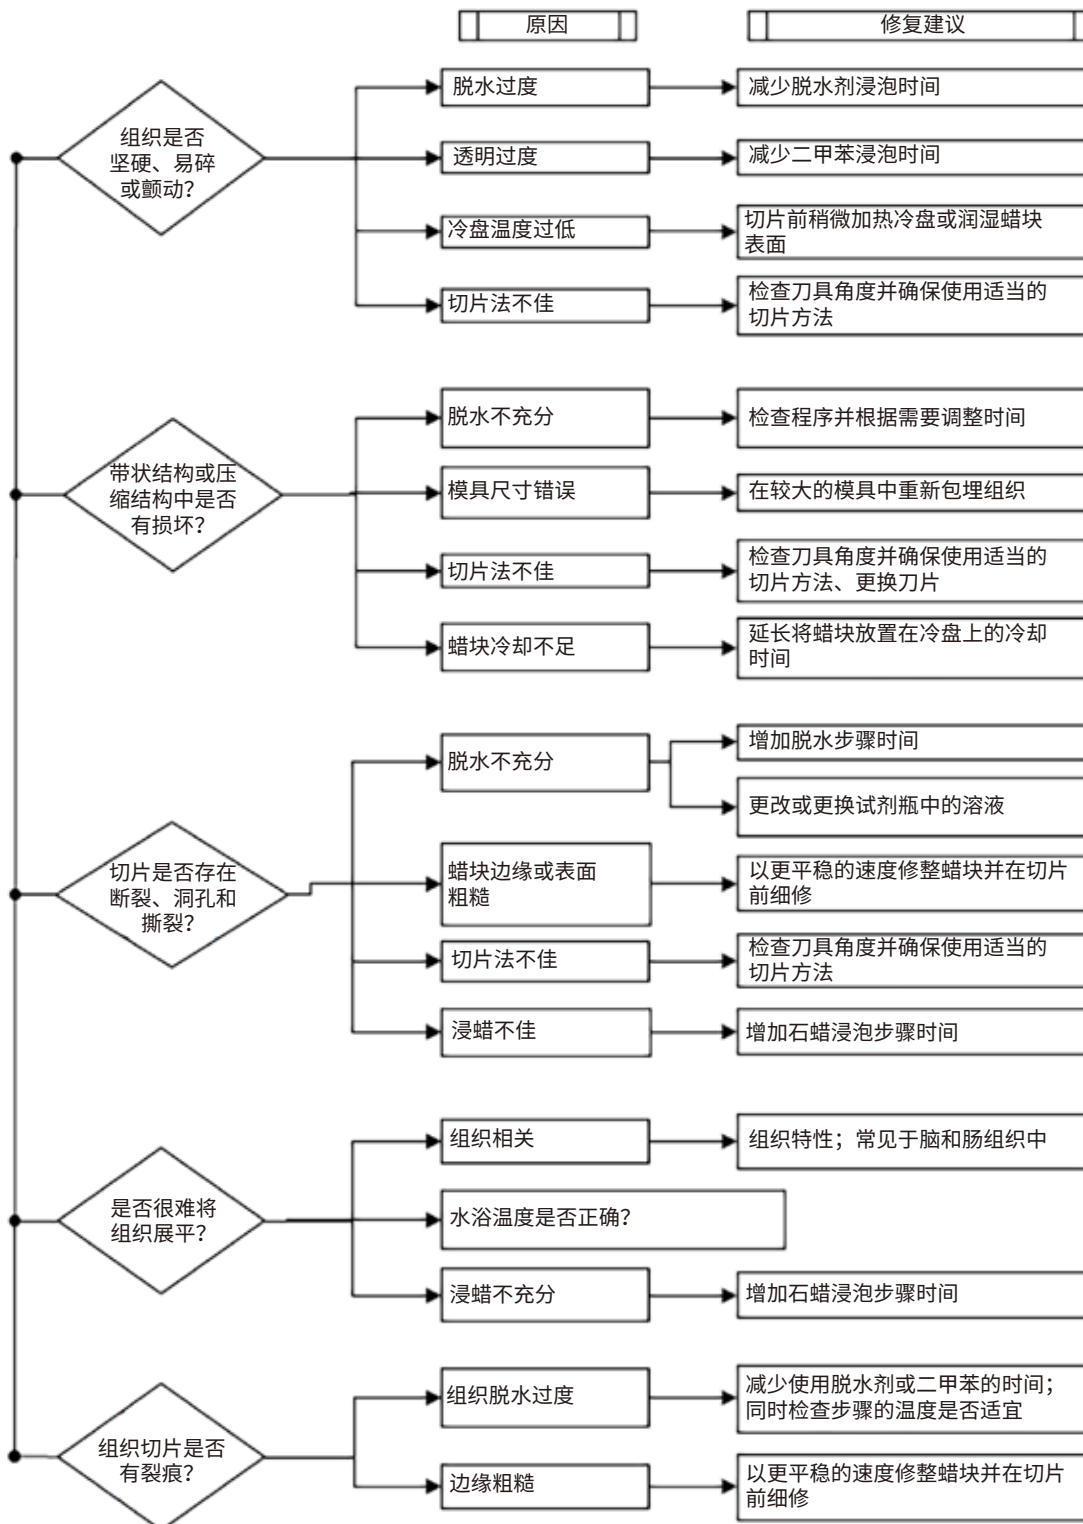 原因
修复建议
组织是否
坚硬、易碎
或颤动？
脱水过度
减少脱水剂浸泡时间
透明过度
减少二甲苯浸泡时间
冷盘温度过低
切片前稍微加热冷盘或润湿蜡块
表面
切片法不佳
检查刀具角度并确保使用适当的
切片方法
带状结构或压
缩结构中是否
有损坏？
脱水不充分
检查程序并根据需要调整时间
模具尺寸错误
在较大的模具中重新包埋组织
切片法不佳
检查刀具角度并确保使用适当的
切片方法、更换刀片
蜡块冷却不足
延长将蜡块放置在冷盘上的冷却
时间
切片是否存在
断裂、洞孔和
撕裂？
脱水不充分
增加脱水步骤时间
更改或更换试剂瓶中的溶液
蜡块边缘或表面
粗糙
以更平稳的速度修整蜡块并在切片
前细修
切片法不佳
检查刀具角度并确保使用适当的
切片方法
浸蜡不佳
增加石蜡浸泡步骤时间
是否很难将
组织展平？
组织相关
组织特性；常见于脑和肠组织中
水浴温度是否正确？
浸蜡不充分
增加石蜡浸泡步骤时间
组织切片是否
有裂痕？
组织脱水过度
减少使用脱水剂或二甲苯的时间；
同时检查步骤的温度是否适宜
边缘粗糙
以更平稳的速度修整蜡块并在切片
前细修